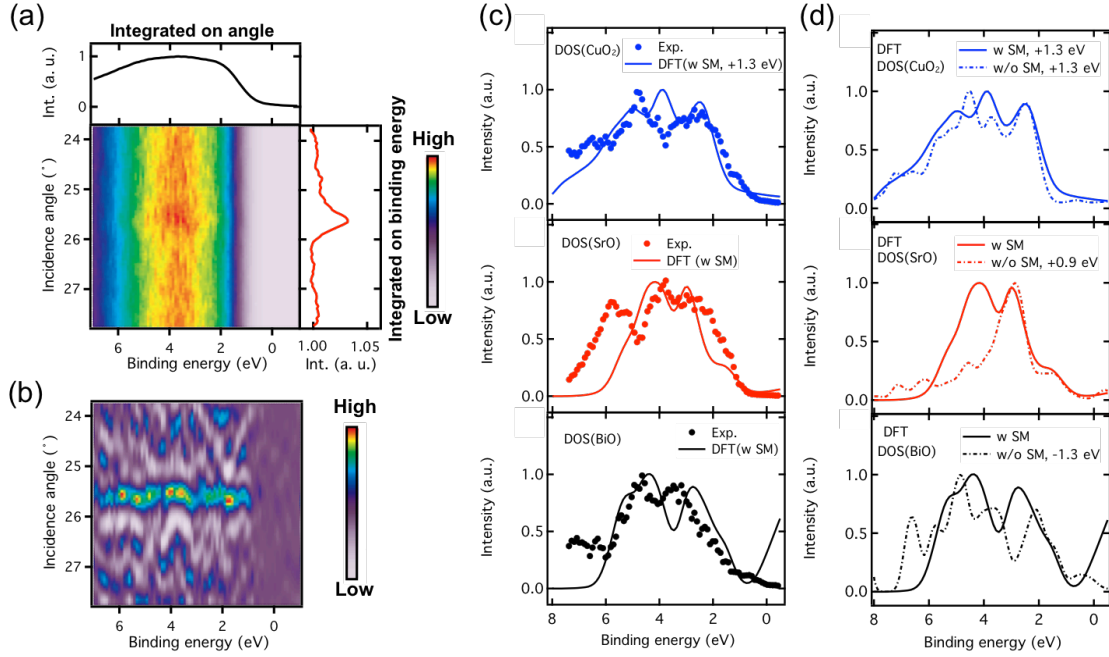 (a)
Integrated on angle
Int. (a. u.)
1
0
Incidence angle (°)
24
25
26
27
6 4 2 0
Binding energy (eV)
1.00 1.05
Int. (a. u.)
Integrated on binding energy
High
Low
(b)
Incidence angle (°)
24
25
26
27
6 4 2 0
Binding energy (eV)
High
Low
(c)
Intensity (a.u.)
1.0
0.5
0.0
DOS(CuO₂)
Exp.
DFT(w SM, +1.3 eV)
Intensity (a.u.)
1.0
0.5
0.0
DOS(SrO)
Exp.
DFT (w SM)
Intensity (a.u.)
1.0
0.5
0.0
DOS(BiO)
Exp.
DFT(w SM)
8 6 4 2 0
Binding energy (eV)
(d)
Intensity (a.u.)
1.0
0.5
0.0
DFT
DOS(CuO₂)
w SM, +1.3 eV
w/o SM, +1.3 eV
Intensity (a.u.)
1.0
0.5
0.0
DFT
DOS(SrO)
w SM
w/o SM, +0.9 eV
Intensity (a.u.)
1.0
0.5
0.0
DFT
DOS(BiO)
w SM
w/o SM, -1.3 eV
8 6 4 2 0
Binding energy (eV)